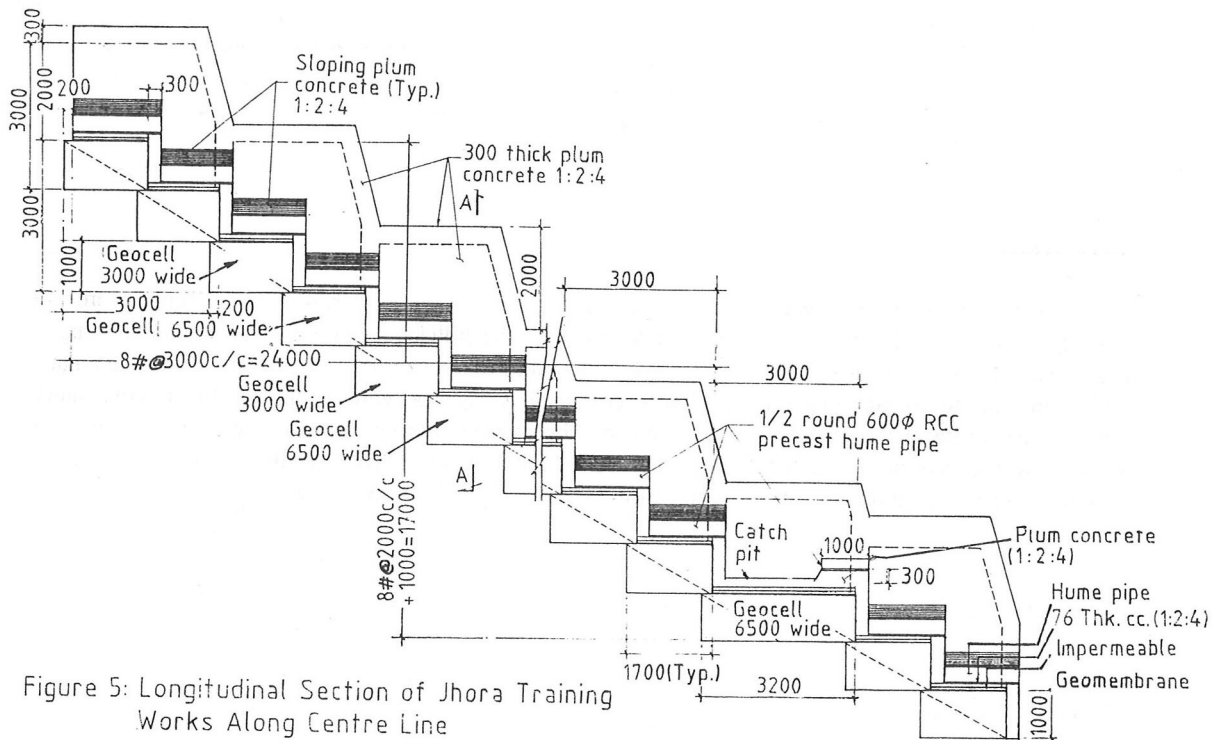 300
2000
3000
200
300
Sloping plum
concrete (Typ.)
1:2:4
300 thick plum
concrete 1:2:4
A
3000
1000
Geocell
3000 wide
3000
200
Geocell 6500 wide
8#@3000c/c=24000
Geocell
3000 wide
Geocell
6500 wide
A
8#@2000c/c
+1000=17000
2000
3000
3000
1/2 round 600Φ RCC
precast hume pipe
Catch
pit
1000
Plum concrete
(1:2:4)
300
Hume pipe
76 Thk. cc.(1:2:4)
Impermeable
Geomembrane
Geocell
6500 wide
1700(Typ.)
3200
1000
Figure 5: Longitudinal Section of Jhora Training
Works Along Centre Line